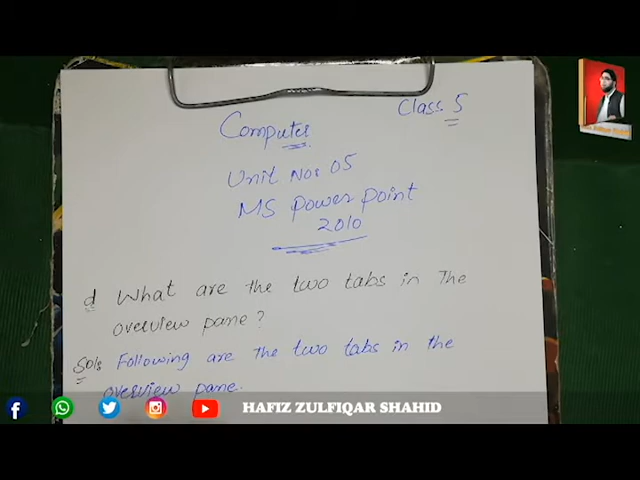 Class 5
Computer
Unit No: 05
MS Power Point
2010
d What are the two tabs in The
overview pane?
Sol: Following are the two tabs in the
overview pane.
HAFIZ ZULFIQAR SHAHID